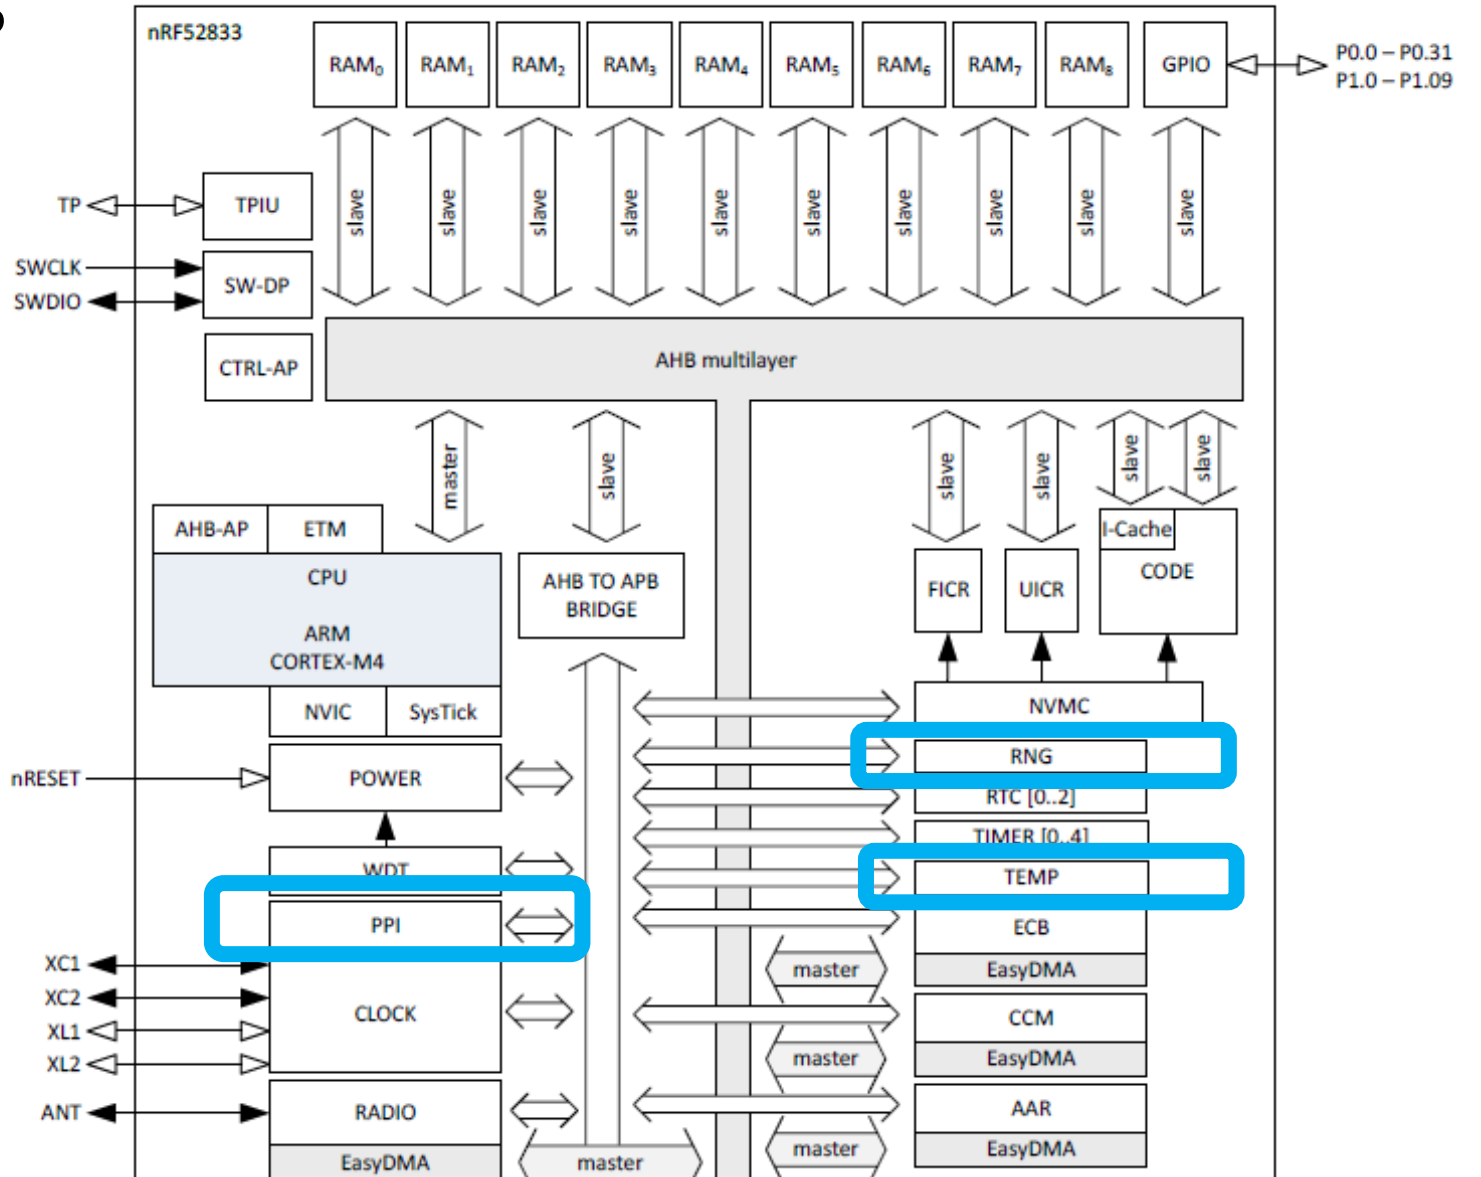 nRF52833
RAM0
RAM1
RAM2
RAM3
RAM4
RAM5
RAM6
RAM7
RAM8
GPIO
P0.0 – P0.31
P1.0 – P1.09
slave
slave
slave
slave
slave
slave
slave
slave
slave
slave
TP
TPIU
SWCLK
SWDIO
SW-DP
CTRL-AP
AHB multilayer
master
slave
slave
slave
slave
slave
AHB-AP
ETM
CPU
ARM
CORTEX-M4
NVIC
SysTick
AHB TO APB
BRIDGE
FICR
UICR
I-Cache
CODE
NVMC
nRESET
POWER
RNG
RTC [0..2]
TIMER [0..4]
WDT
TEMP
PPI
ECB
EasyDMA
master
XC1
XC2
XL1
XL2
CLOCK
CCM
EasyDMA
master
ANT
RADIO
EasyDMA
master
AAR
EasyDMA
master